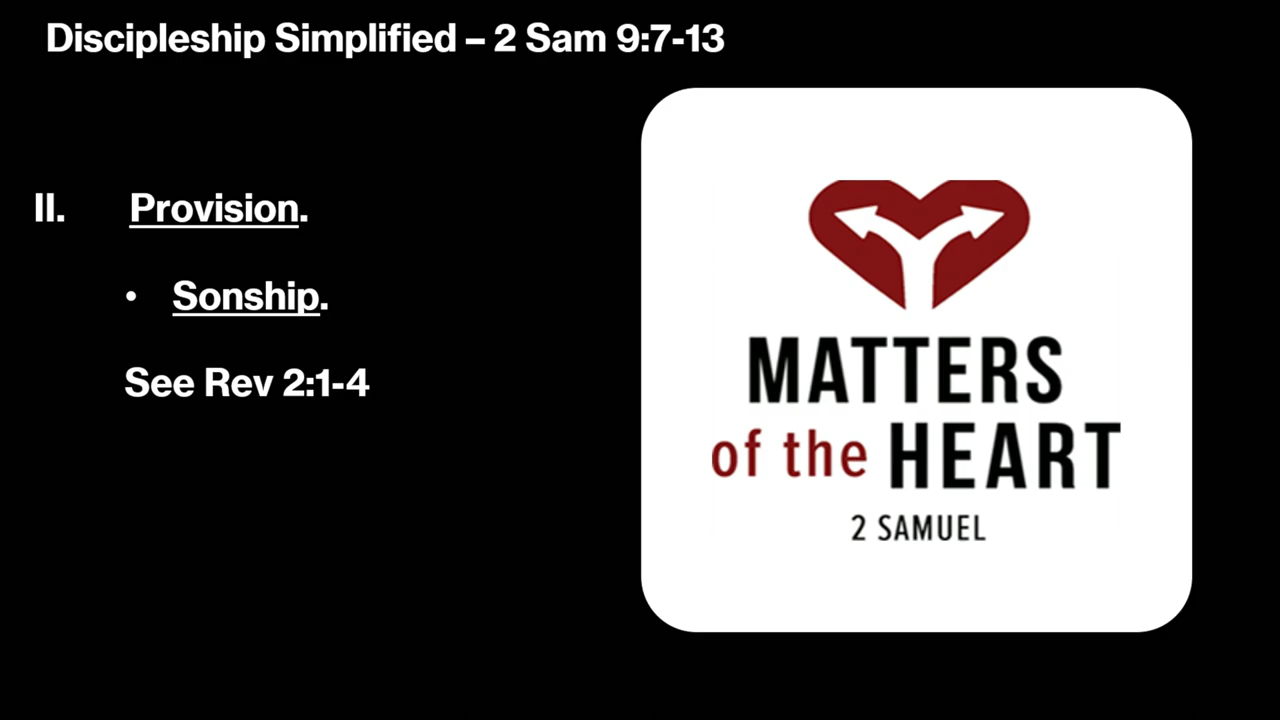 Discipleship Simplified – 2 Sam 9:7-13
II. Provision.
• Sonship.
See Rev 2:1-4
MATTERS
of the HEART
2 SAMUEL